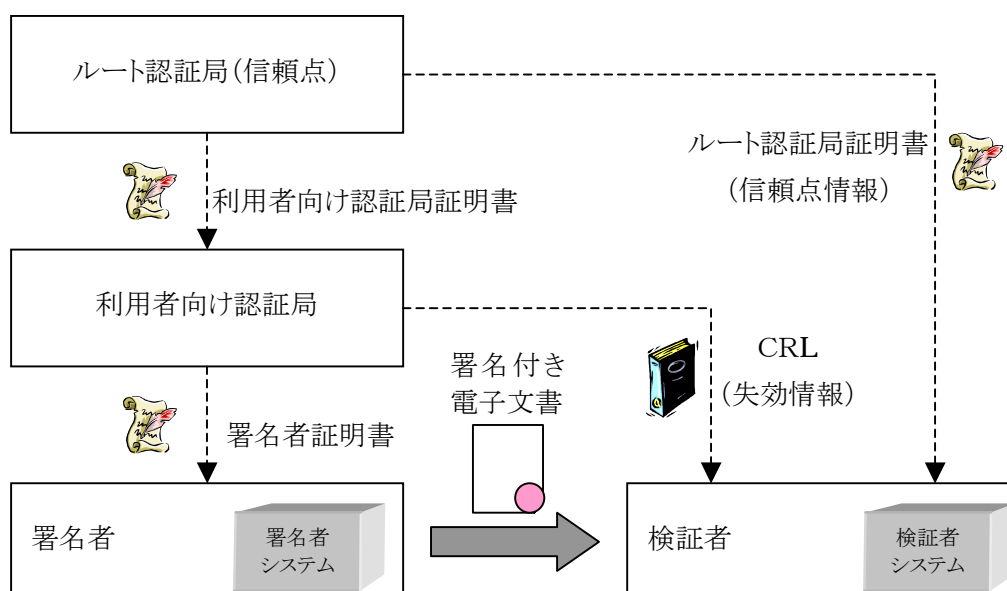 ルート認証局(信頼点)
ルート認証局証明書
(信頼点情報)
利用者向け認証局証明書
利用者向け認証局
署名付き
電子文書
CRL
(失効情報)
署名者証明書
署名者
署名者
システム
検証者
検証者
システム